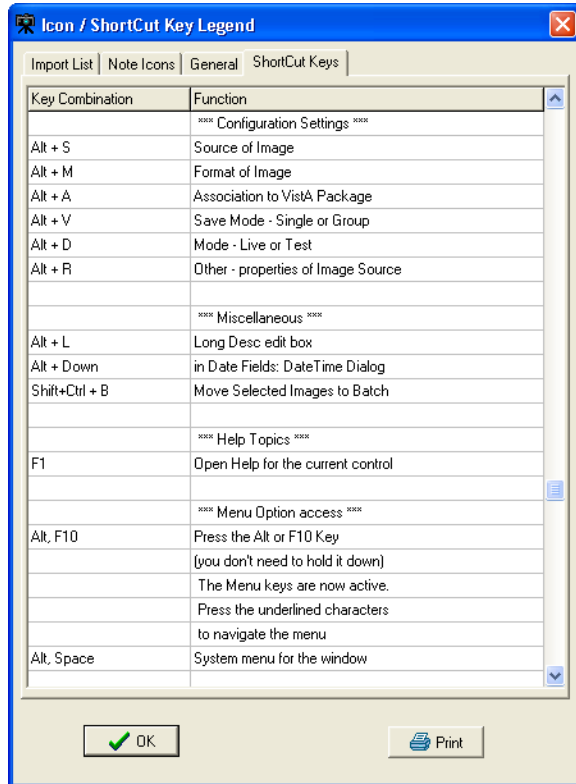 Icon / ShortCut Key Legend
Import List Note Icons General ShortCut Keys
Key Combination Function
*** Configuration Settings ***
Alt + S Source of Image
Alt + M Format of Image
Alt + A Association to VistA Package
Alt + V Save Mode - Single or Group
Alt + D Mode - Live or Test
Alt + R Other - properties of Image Source
*** Miscellaneous ***
Alt + L Long Desc edit box
Alt + Down in Date Fields: DateTime Dialog
Shift+Ctrl + B Move Selected Images to Batch
*** Help Topics ***
F1 Open Help for the current control
*** Menu Option access ***
Alt, F10 Press the Alt or F10 Key
(you don't need to hold it down)
The Menu keys are now active.
Press the underlined characters
to navigate the menu
Alt, Space System menu for the window
OK Print